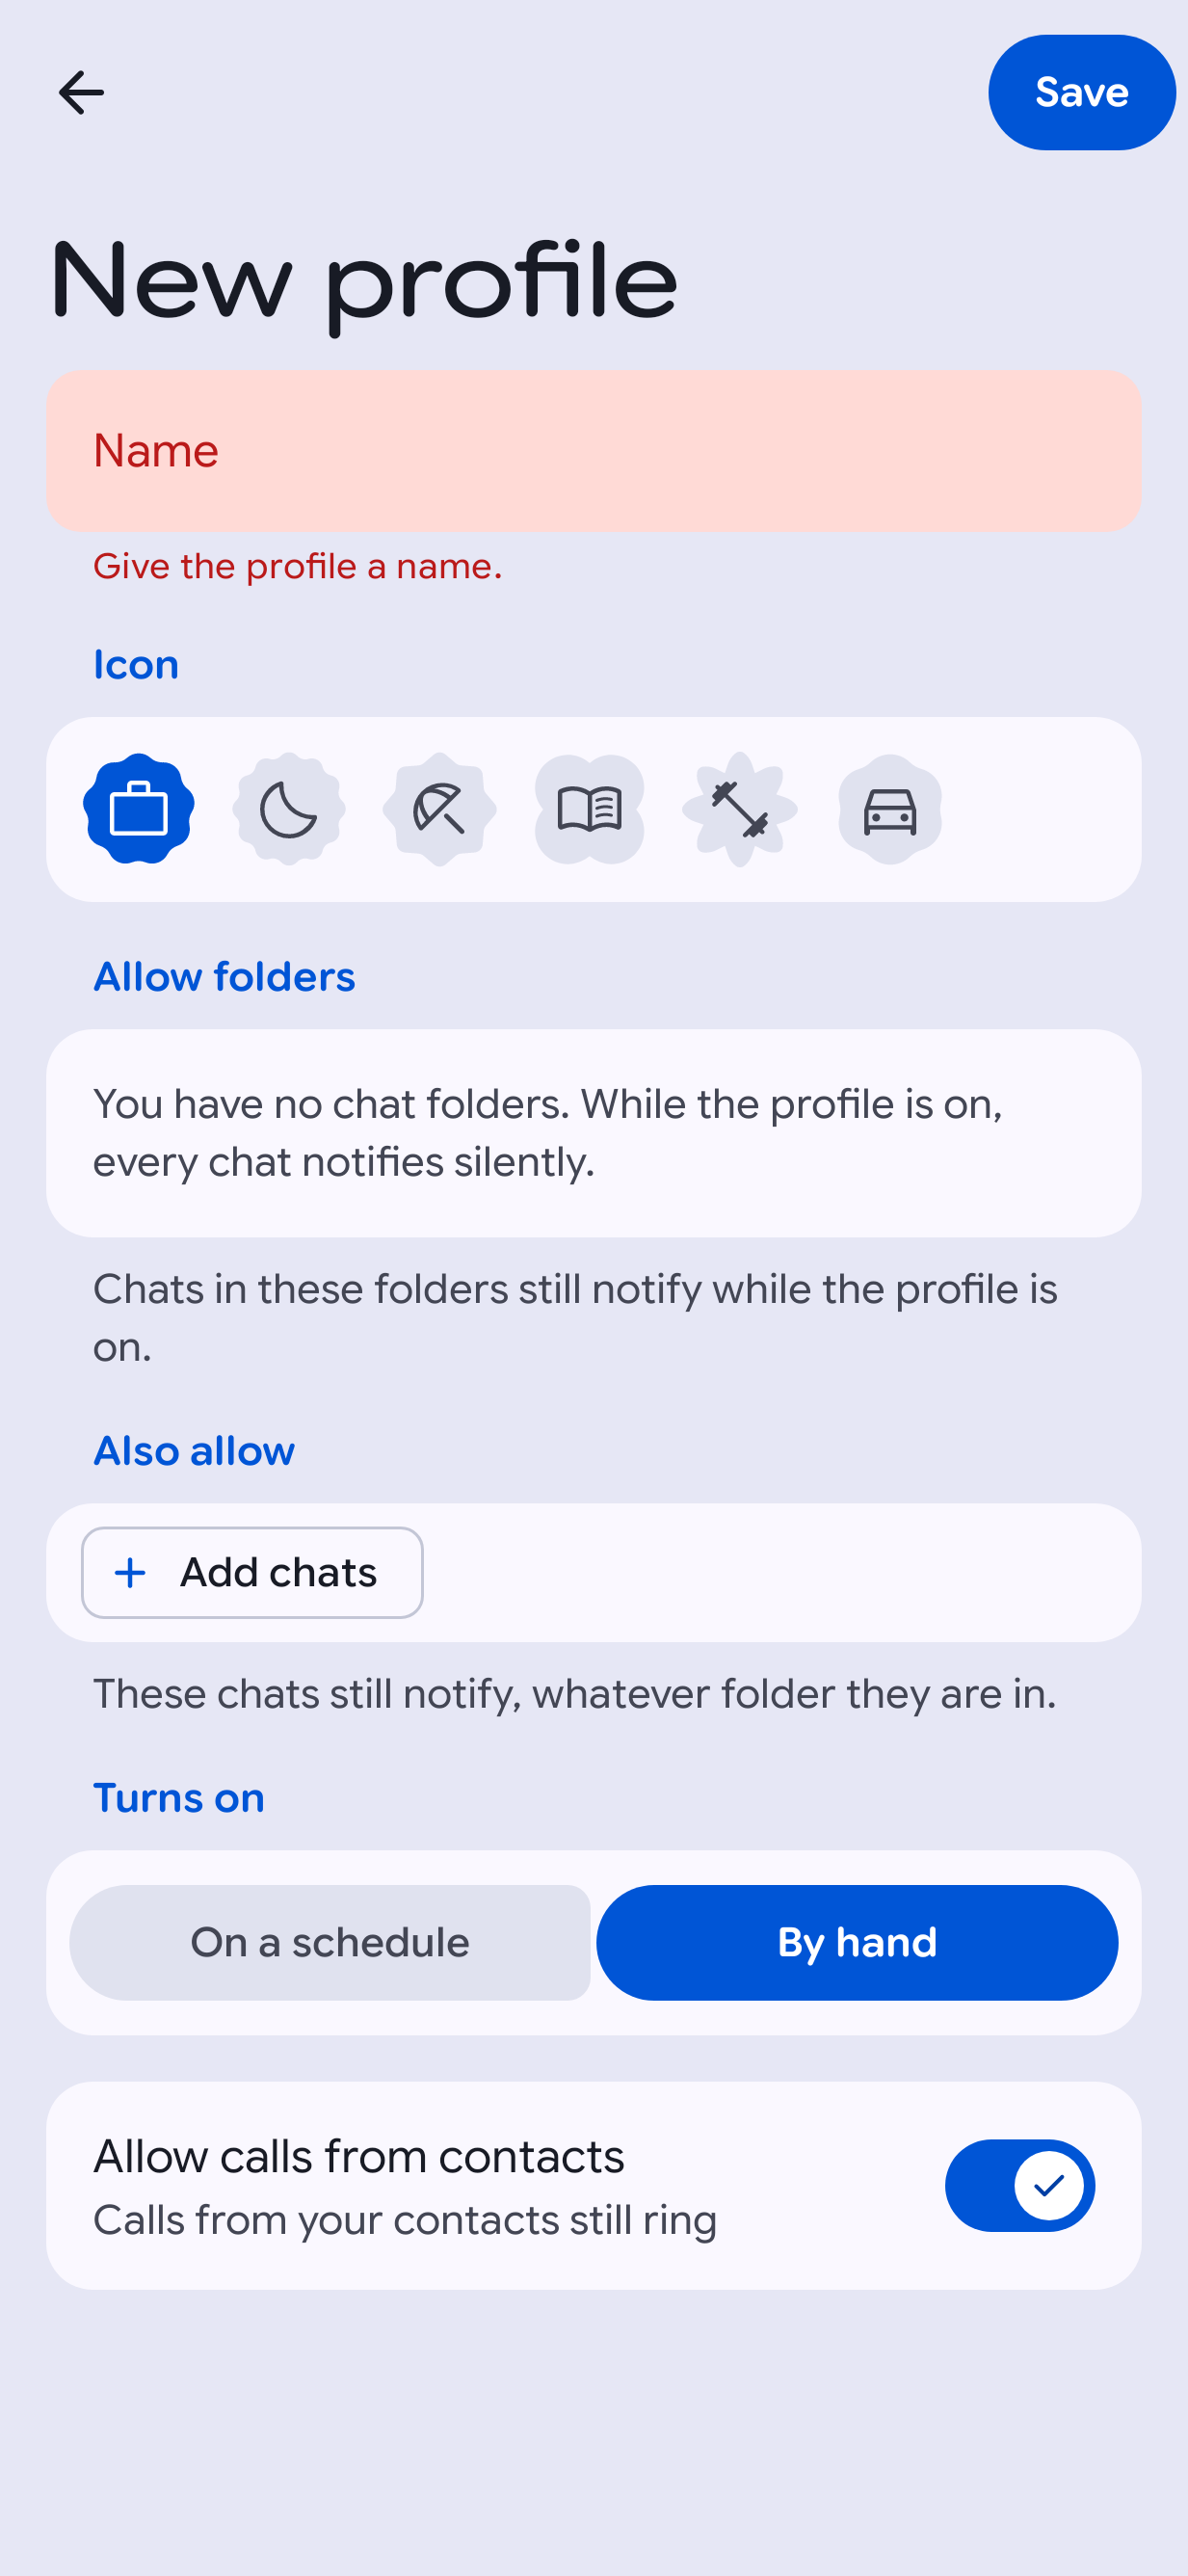 Save
New profile
Name
Give the profile a name.
Icon
Allow folders
You have no chat folders. While the profile is on,
every chat notifies silently.
Chats in these folders still notify while the profile is
on.
Also allow
Add chats
These chats still notify, whatever folder they are in.
Turns on
On a schedule
By hand
Allow calls from contacts
Calls from your contacts still ring